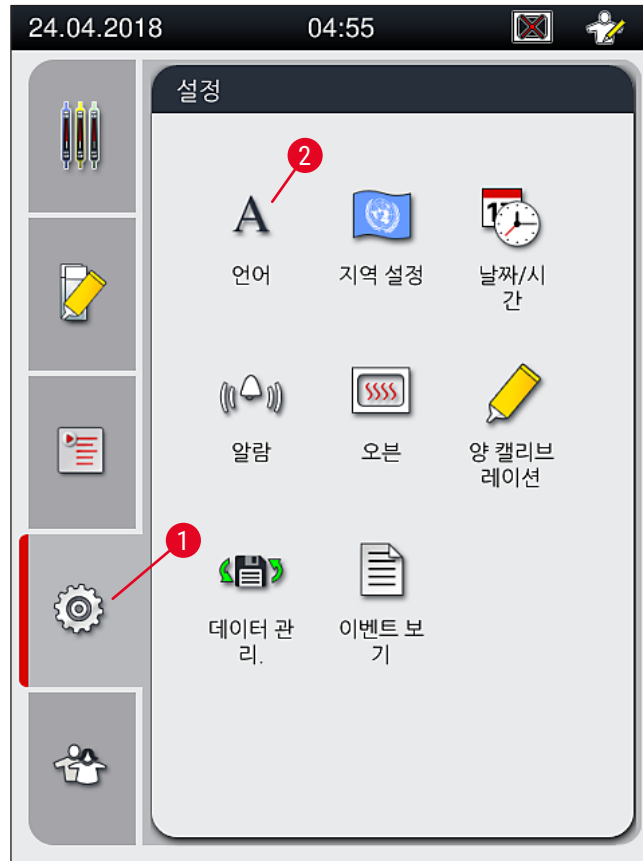 24.04.2018 04:55
설정
2
언어 지역 설정 날짜/시
간
알람 오븐 양 캘리브
레이션
1
데이터 관
리. 이벤트 보
기